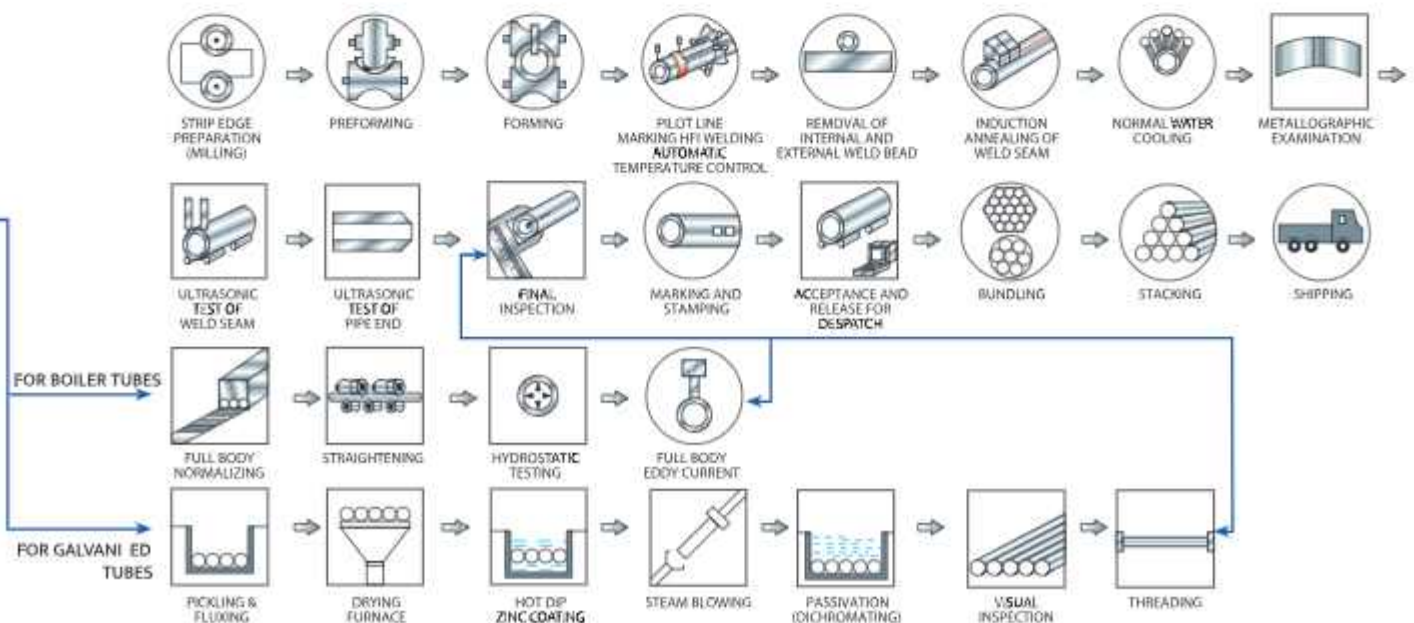 STRIP EDGE
PREPARATION
(MILLING)
PREFORMING
FORMING
PILOT LINE
MARKING HFI WELDING
AUTOMATIC
TEMPERATURE CONTROL
REMOVAL OF
INTERNAL AND
EXTERNAL WELD BEAD
INDUCTION
ANNEALING OF
WELD SEAM
NORMAL WATER
COOLING
METALLOGRAPHIC
EXAMINATION
ULTRASONIC
TEST OF
WELD SEAM
ULTRASONIC
TEST OF
PIPE END
FINAL
INSPECTION
MARKING AND
STAMPING
ACCEPTANCE AND
RELEASE FOR
DESPATCH
BUNDLING
STACKING
SHIPPING
FOR BOILER TUBES
FULL BODY
NORMALIZING
STRAIGHTENING
HYDROSTATIC
TESTING
FULL BODY
EDDY CURRENT
FOR GALVANI ED
TUBES
PICKLING &
FLUXING
DRYING
FURNACE
HOT DIP
ZINC COATING
STEAM BLOWING
PASSIVATION
(DICHROMATING)
VISUAL
INSPECTION
THREADING